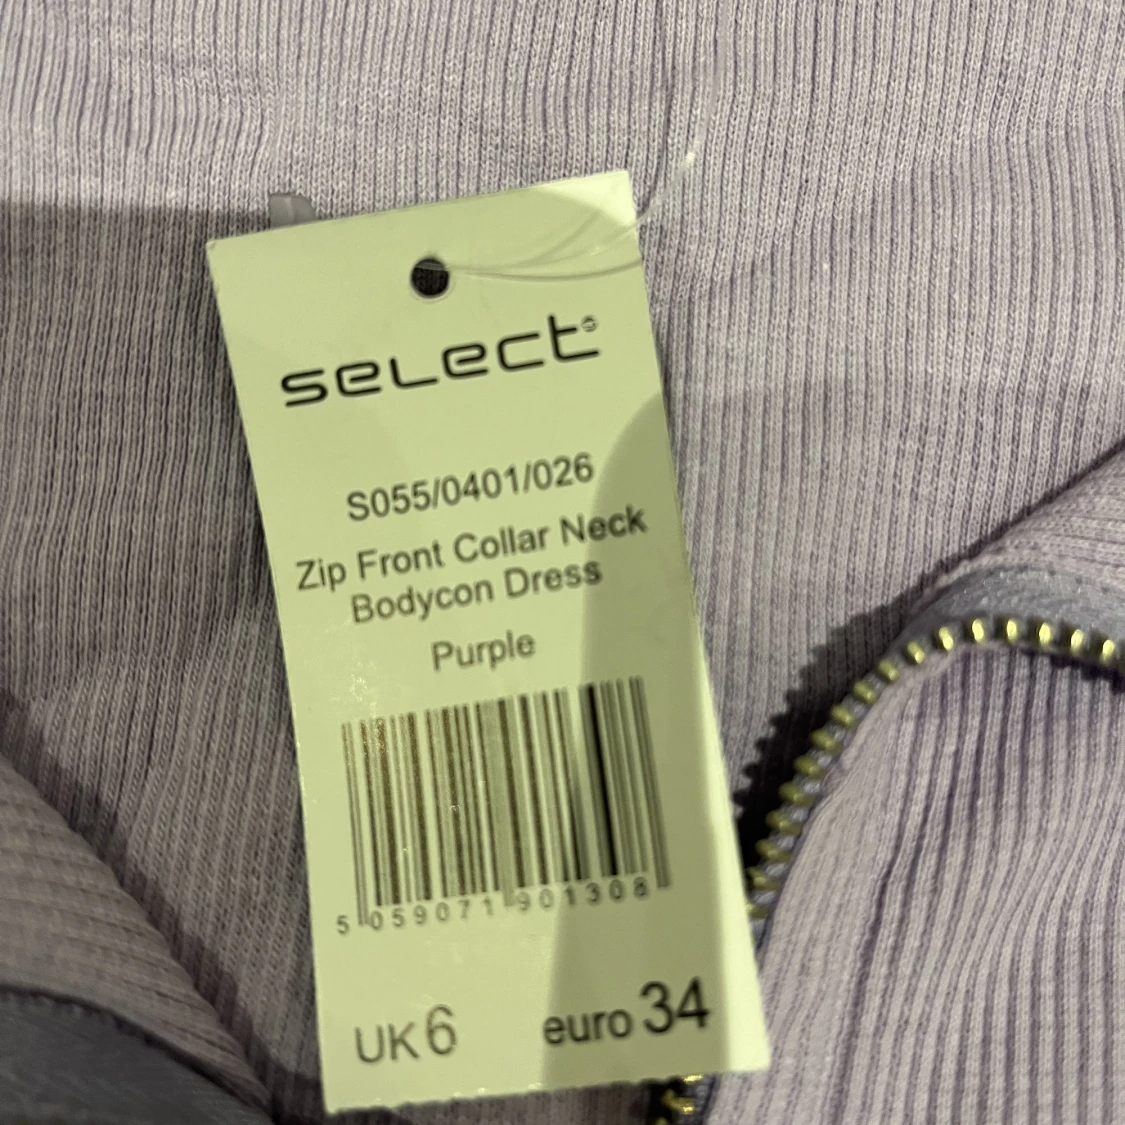 select
S055/0401/026
Zip Front Collar Neck
Bodycon Dress
Purple
5 059071 901308
UK 6 euro 34